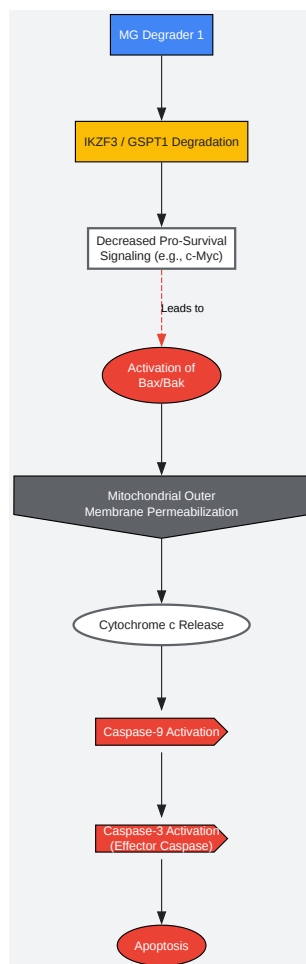 MG Degrader 1
IKZF3 / GSPT1 Degradation
Decreased Pro-Survival
Signaling (e.g., c-Myc)
Leads to
Activation of
Bax/Bak
Mitochondrial Outer
Membrane Permeabilization
Cytochrome c Release
Caspase-9 Activation
Caspase-3 Activation
(Effector Caspase)
Apoptosis